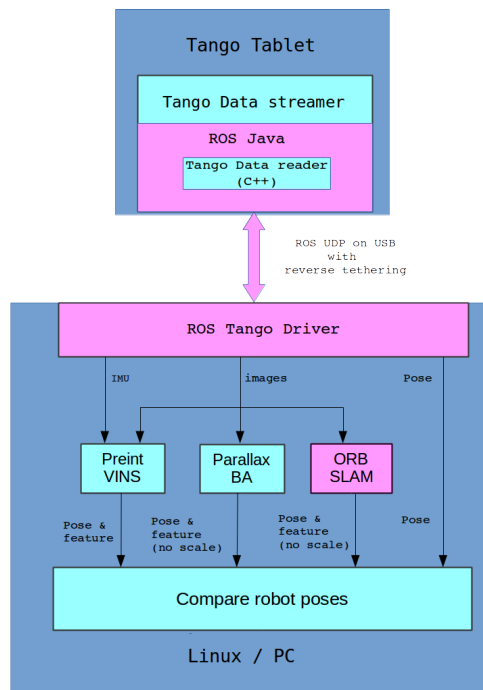 Tango Tablet
Tango Data streamer
ROS Java
Tango Data reader
(C++)
ROS UDP on USB
with
reverse tethering
ROS Tango Driver
IMU
images
Pose
Preint
VINS
Parallax
BA
ORB
SLAM
Pose &
feature
Pose &
feature
(no scale)
Pose &
feature
(no scale)
Pose
Compare robot poses
Linux / PC